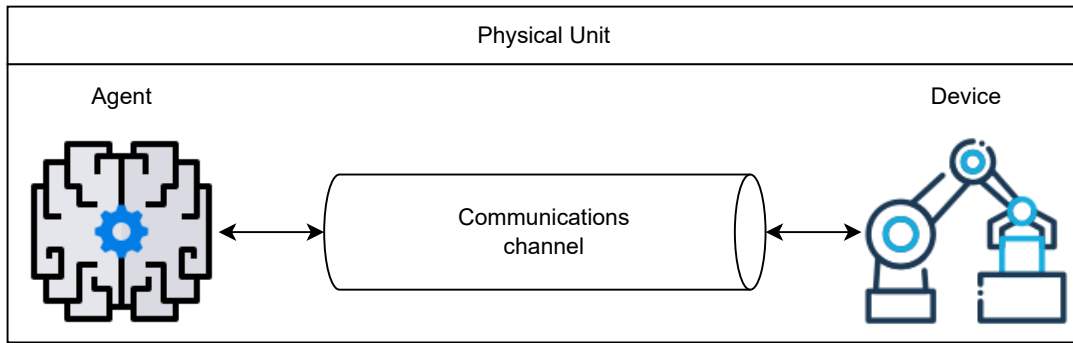 Physical Unit
Agent
Device
Communications
channel